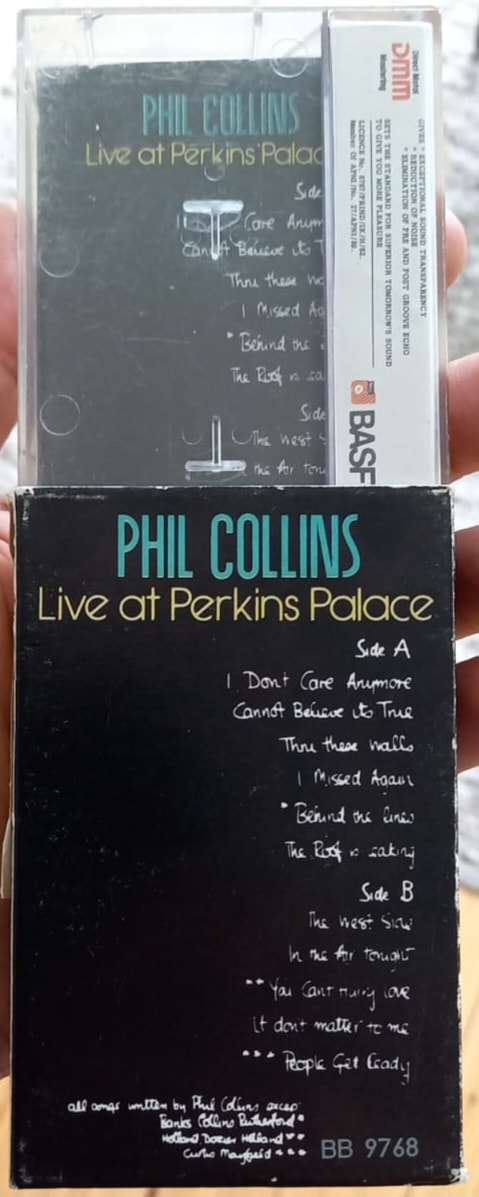 PHIL COLLINS
Live at Perkins Palac
Side
I Don't Care Anym
Cannot Believe its T
Thru these wa
I Missed Ag
* Behind the
The Roof is ea
Side
The West S
the Air ton
Direct Metal
Mastering
DMM
GIVES * EXCEPTIONAL SOUND TRANSPARENCY
* REDUCTION OF NOISE
* ELIMINATION OF PRE AND POST GROOVE ECHO
SETS THE STANDARD FOR SUPERIOR TOMORROW'S SOUND
TO GIVE YOU MORE PLEASURE
BASF
PHIL COLLINS
Live at Perkins Palace
Side A
I Don't Care Anymore
Cannot Believe its True
Thru these walls
I Missed Again
* Behind the lines
The Roof is eaking
Side B
The West Side
In the Air tonight
** You Can't Hurry Love
it don't matter to me
*** People Get Ready
all songs written by Phil Collins except
Banks Collins Rutherford *
Holland Dozier Holland **
Curtis Mayfield ***
BB 9768